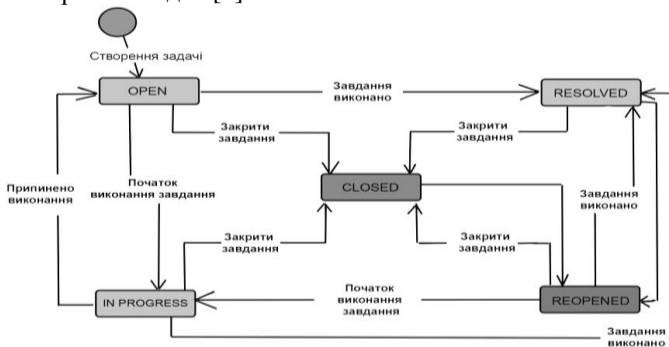 Створення задачі
OPEN
Завдання
виконано
RESOLVED
Закрити
завдання
Закрити
завдання
Припинено
виконання
Початок
виконання завдання
CLOSED
Завдання
виконано
Закрити
завдання
Закрити
завдання
IN PROGRESS
Початок
виконання
завдання
REOPENED
Завдання
виконано